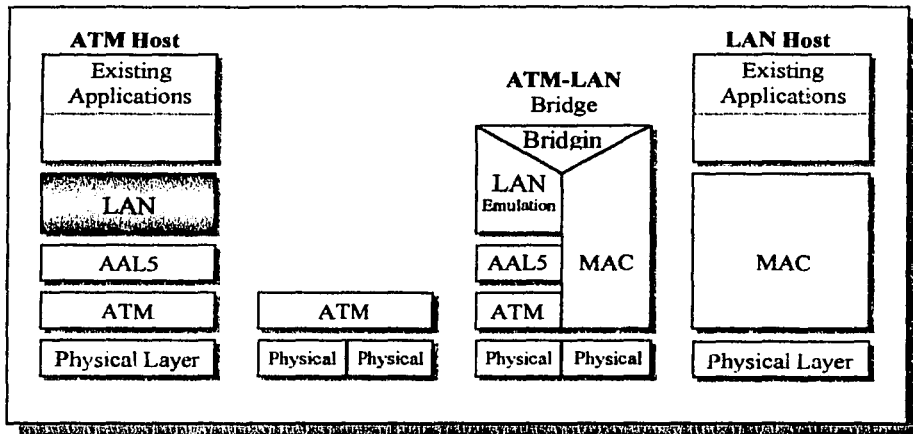 ATM Host
Existing
Applications
LAN
AAL5
ATM
Physical Layer
ATM
Physical
Physical
ATM-LAN
Bridge
Bridgin
LAN
Emulation
AAL5
ATM
MAC
Physical
Physical
LAN Host
Existing
Applications
MAC
Physical Layer